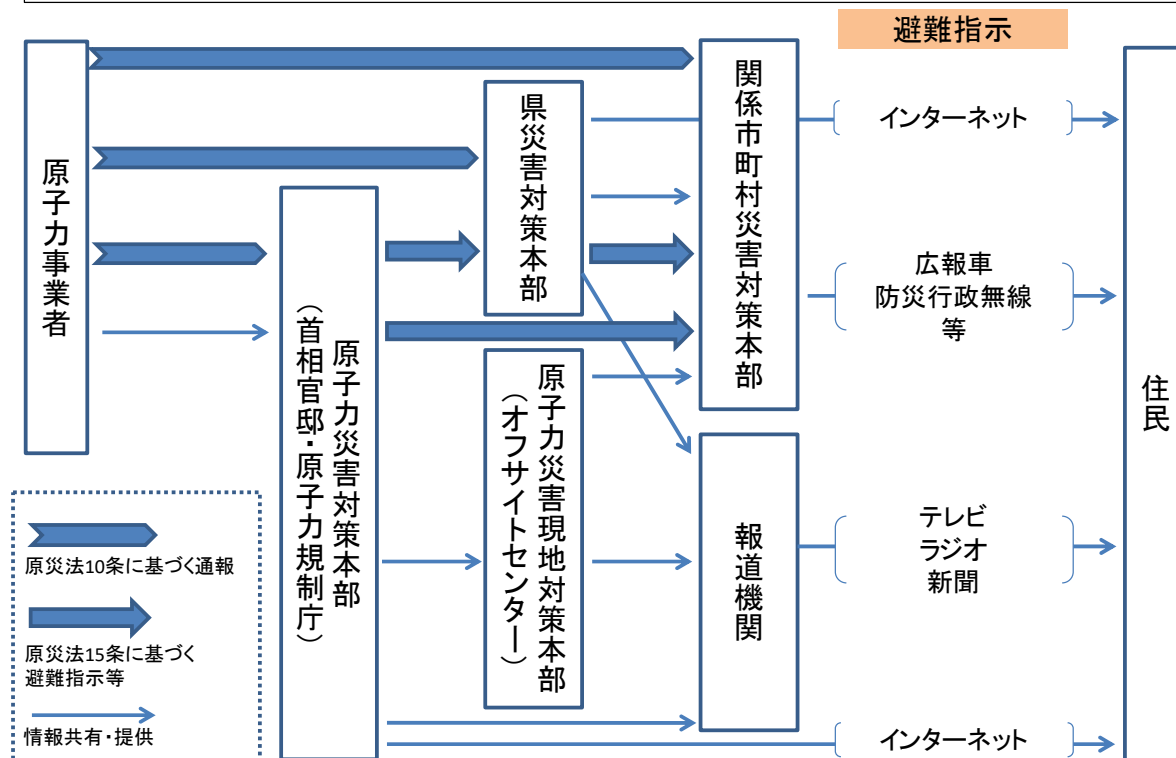 避難指示
原子力事業者
原子力災害対策本部
（首相官邸・原子力規制庁）
県災害対策本部
原子力災害現地対策本部
（オフサイトセンター）
関係市町村災害対策本部
報道機関
インターネット
広報車
防災行政無線
等
テレビ
ラジオ
新聞
インターネット
住民
原災法10条に基づく通報
原災法15条に基づく
避難指示等
情報共有・提供